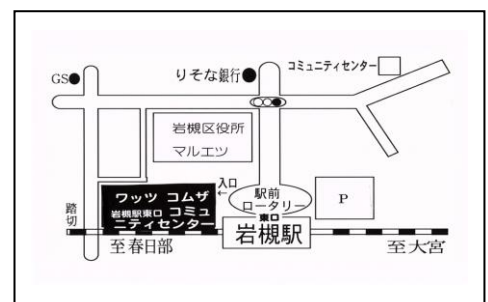 コミュニティセンター
GS
りそな銀行
岩槻区役所
マルエツ
入口
←
駅前
ロータリー
P
ワッツ コムザ
岩槻駅東口 コミュ
ニティセンター
踏切
東口
岩槻駅
至春日部
至大宮